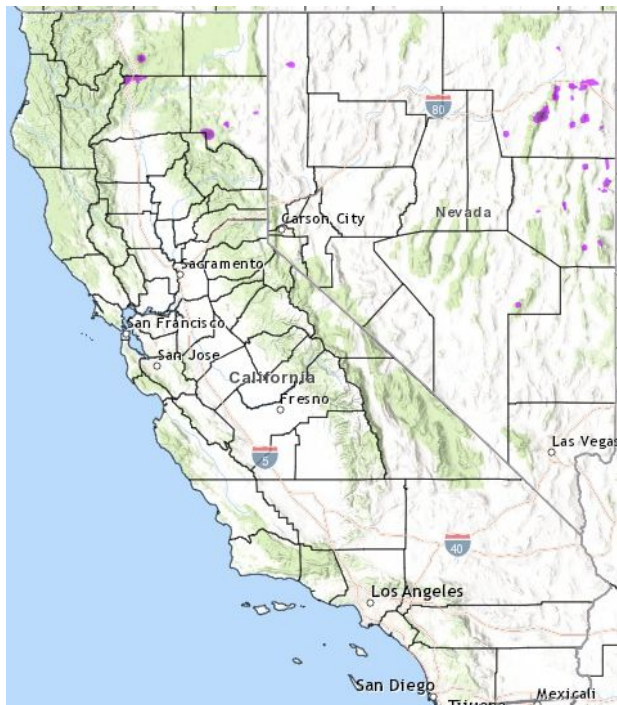 80
Nevada
Carson City
Sacramento
San Francisco
San Jose
California
Fresno
Las Vegas
5
40
Los Angeles
San Diego
Mexicali
Tijuana